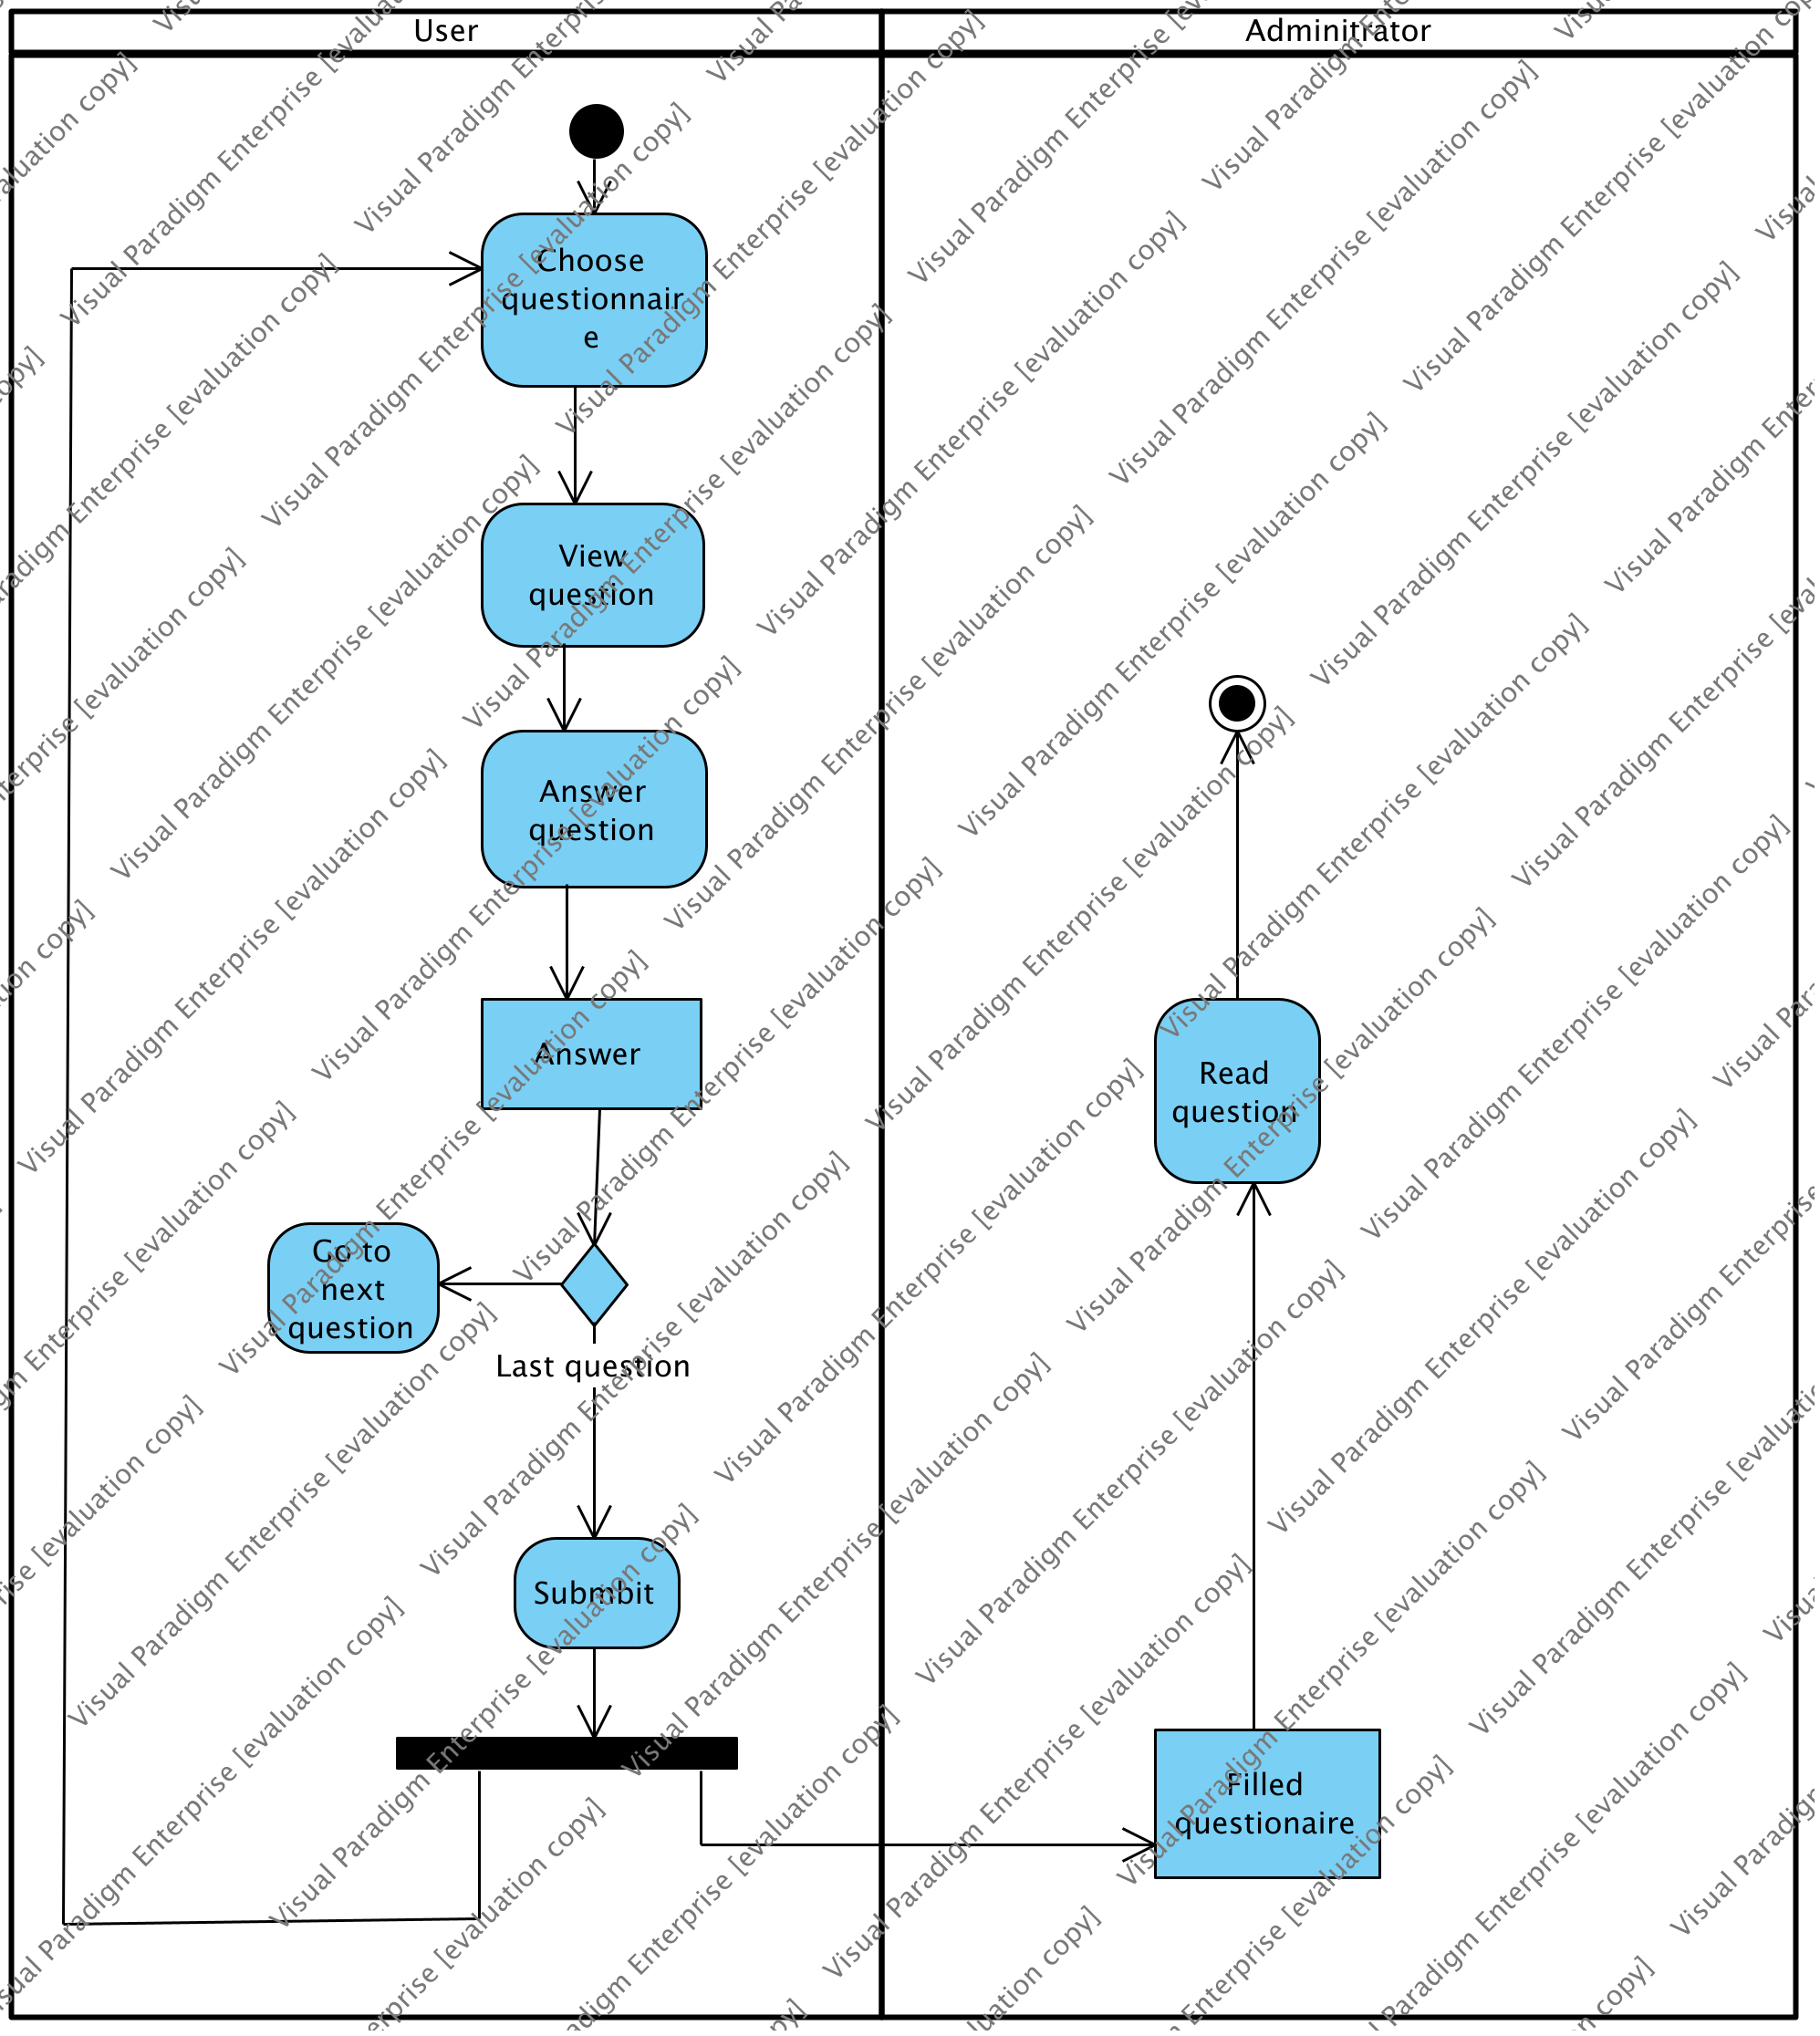 User
Adminitrator
Choose
questionnair
e
View
question
Answer
question
Answer
Go to
next
question
Last question
Submbit
Read
question
Filled
questionaire
Visual Paradigm Enterprise [evaluation copy]